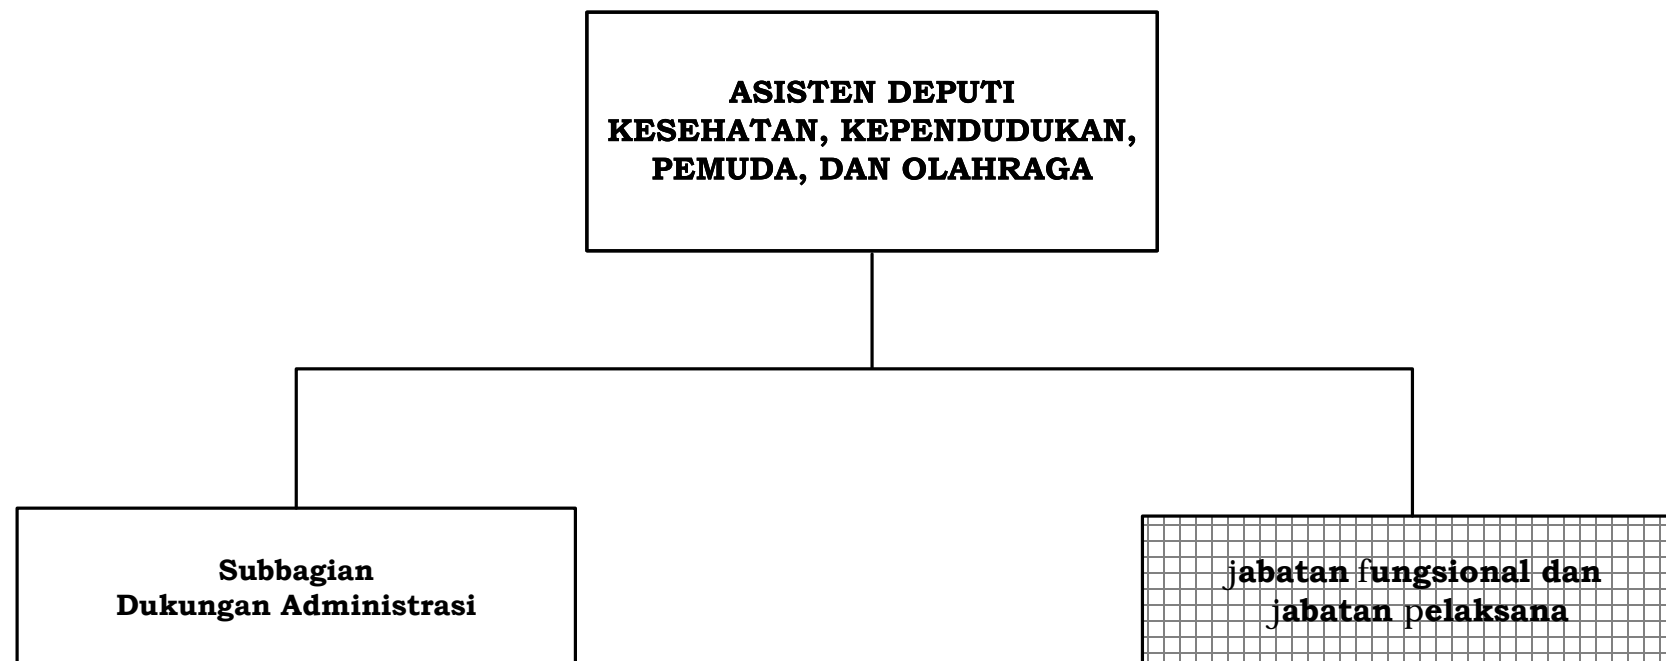 ASISTEN DEPUTI
KESEHATAN, KEPENDUDUKAN,
PEMUDA, DAN OLAHRAGA
Subbagian
Dukungan Administrasi
jabatan fungsional dan
jabatan pelaksana